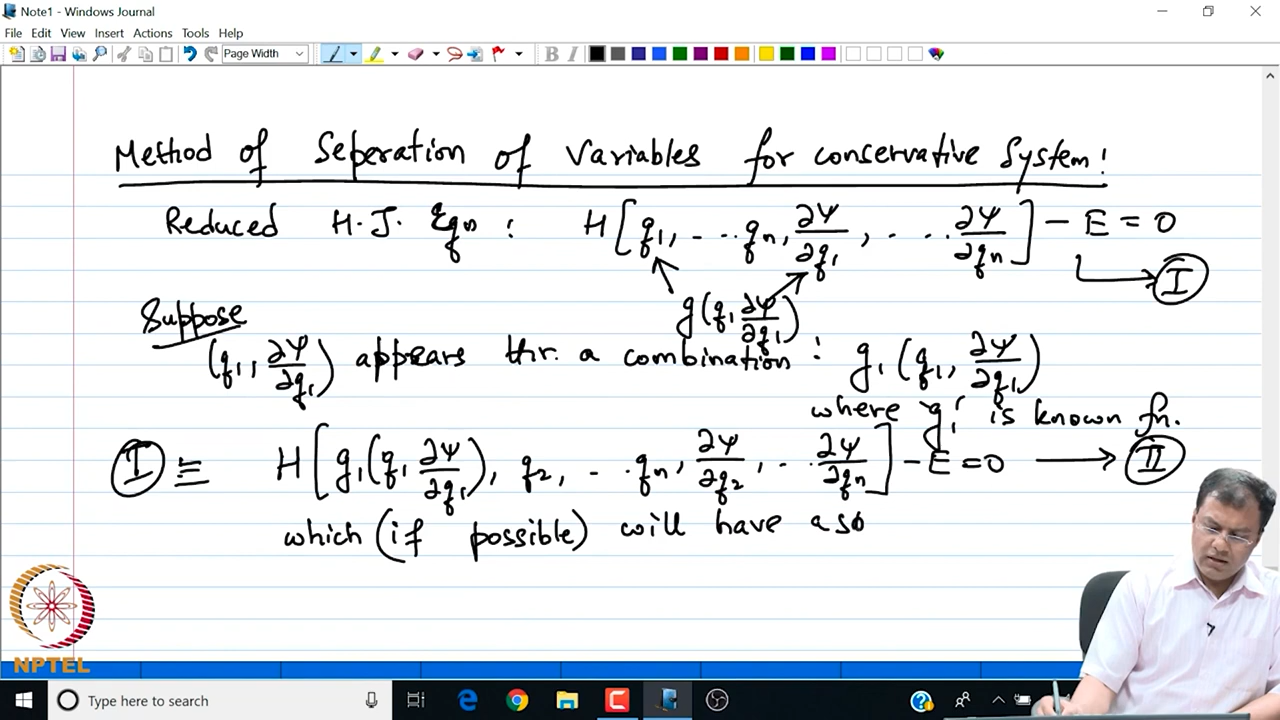 Note1 - Windows Journal
File Edit View Insert Actions Tools Help
Page Width
B I
Method of Seperation of Variables for conservative System:
Reduced H.J. Eqn : H[q₁, - ··qₙ, ∂Ψ/∂q₁, · ·· ∂Ψ/∂qₙ] - E = 0
I
g(q, ∂Ψ/∂q₁)
Suppose
(q₁, ∂Ψ/∂q₁) appears thr. a combination : g₁(q₁, ∂Ψ/∂q₁)
where g₁ is known fn.
I ≡ H[g₁(q₁, ∂Ψ/∂q₁), q₂, - ··qₙ, ∂Ψ/∂q₂, ·· ∂Ψ/∂qₙ] - E = 0 → II
which (if possible) will have a so
NPTEL
Type here to search